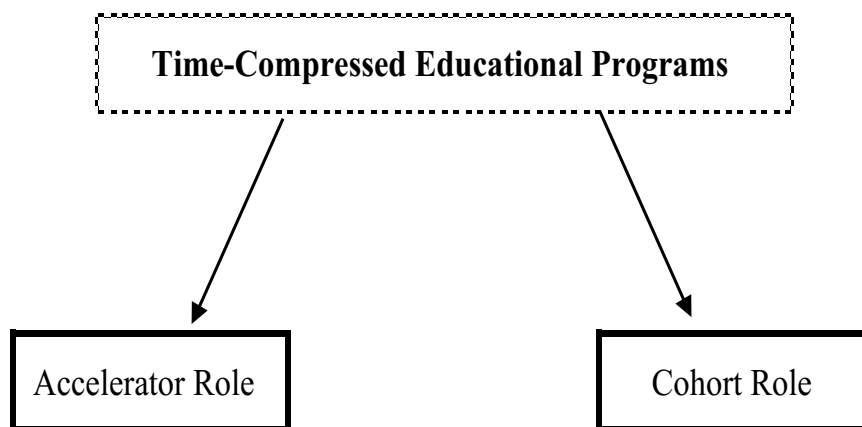 Time-Compressed Educational Programs
Accelerator Role
Cohort Role